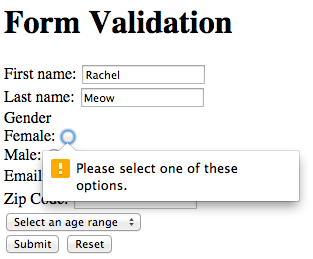 Form Validation
First name: Rachel
Last name: Meow
Gender
Female:
Male:
Please select one of these
options.
Email
Zip Code:
Select an age range
Submit Reset